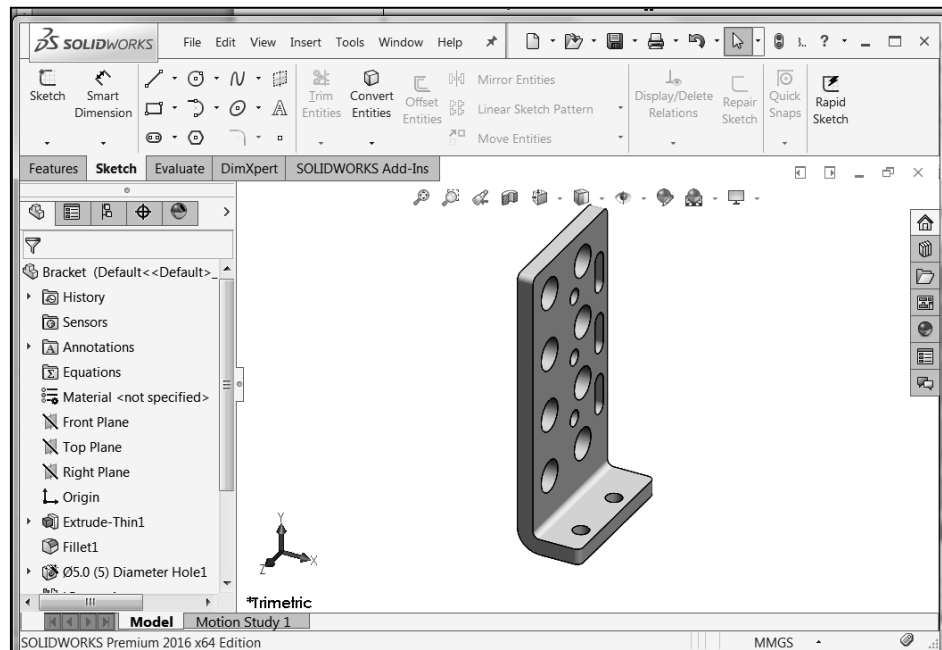 SOLIDWORKS File Edit View Insert Tools Window Help ?
Sketch Smart Dimension Trim Entities Convert Entities Offset Entities Mirror Entities Linear Sketch Pattern Move Entities Display/Delete Relations Repair Sketch Quick Snaps Rapid Sketch
Features Sketch Evaluate DimXpert SOLIDWORKS Add-Ins
Bracket (Default<<Default>_
History
Sensors
Annotations
Equations
Material <not specified>
Front Plane
Top Plane
Right Plane
Origin
Extrude-Thin1
Fillet1
Ø5.0 (5) Diameter Hole1
Y
X
Z
*Trimetric
Model Motion Study 1
SOLIDWORKS Premium 2016 x64 Edition MMGS